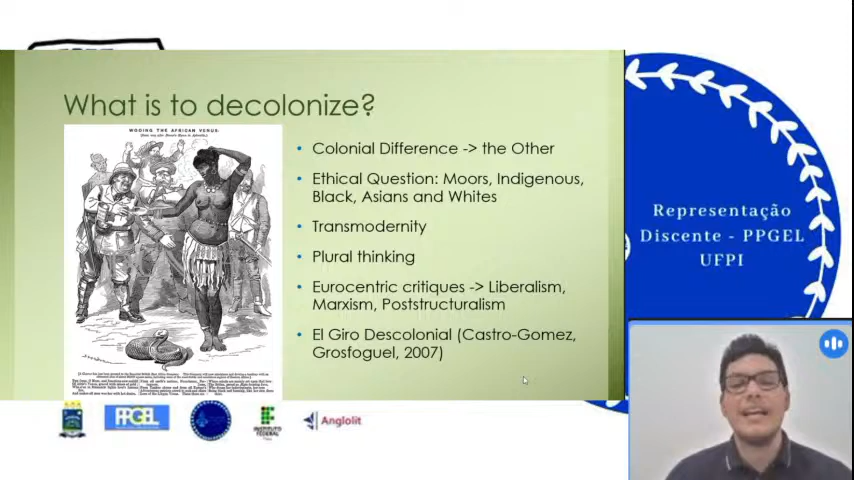 What is to decolonize?
WOOING THE AFRICAN VENUS.
• Colonial Difference -> the Other
• Ethical Question: Moors, Indigenous,
Black, Asians and Whites
• Transmodernity
• Plural thinking
• Eurocentric critiques -> Liberalism,
Marxism, Poststructuralism
• El Giro Descolonial (Castro-Gomez,
Grosfoguel, 2007)
Representação
Discente - PPGEL
UFPI
PPGEL
INSTITUTO
FEDERAL
Anglolit